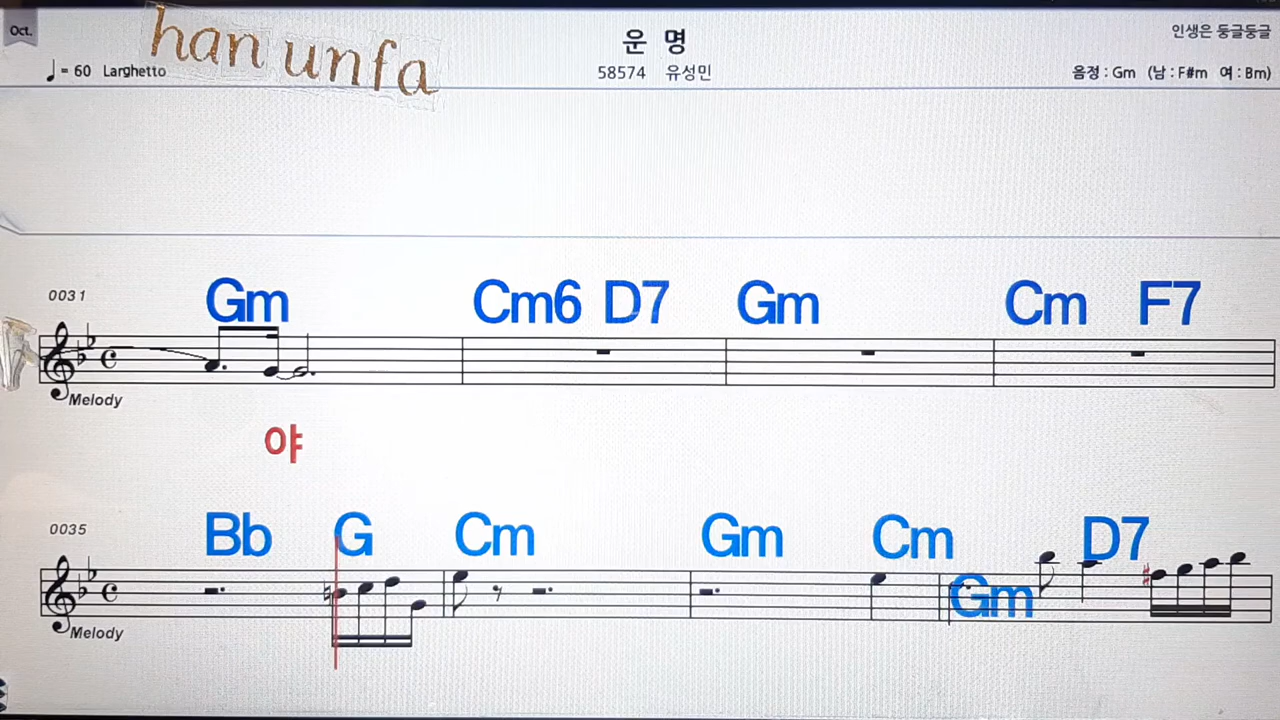 Oct.
han unfa
운 명
인생은 둥글둥글
♩= 60 Larghetto
58574 유성민
음정 : Gm (남 : F#m 여 : Bm)
0031
Gm Cm6 D7 Gm Cm F7
Melody
야
0035
Bb G Cm Gm Cm Gm D7
Melody